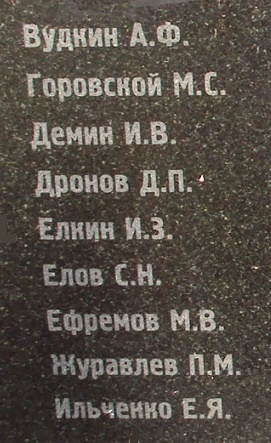 Вудкин А.Ф.
Горовской М.С.
Демин И.В.
Дронов Д.П.
Елкин И.З.
Елов С.Н.
Ефремов М.В.
Журавлев П.М.
Ильченко Е.Я.